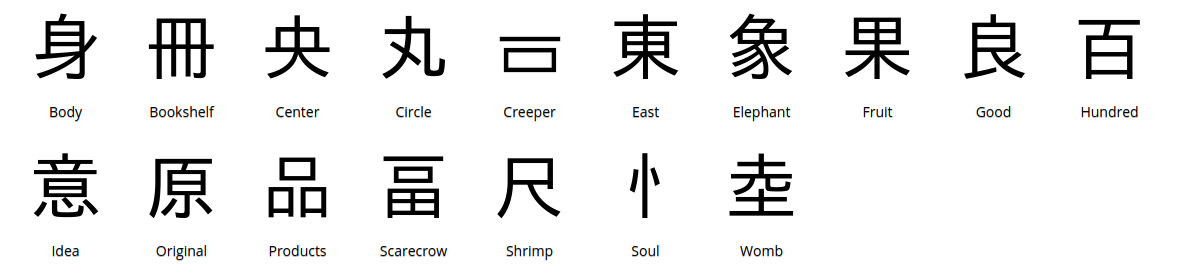 身 冊 央 丸 𠮛 東 象 果 良 百
Body Bookshelf Center Circle Creeper East Elephant Fruit Good Hundred
意 原 品 畐 尺 忄 坴
Idea Original Products Scarecrow Shrimp Soul Womb